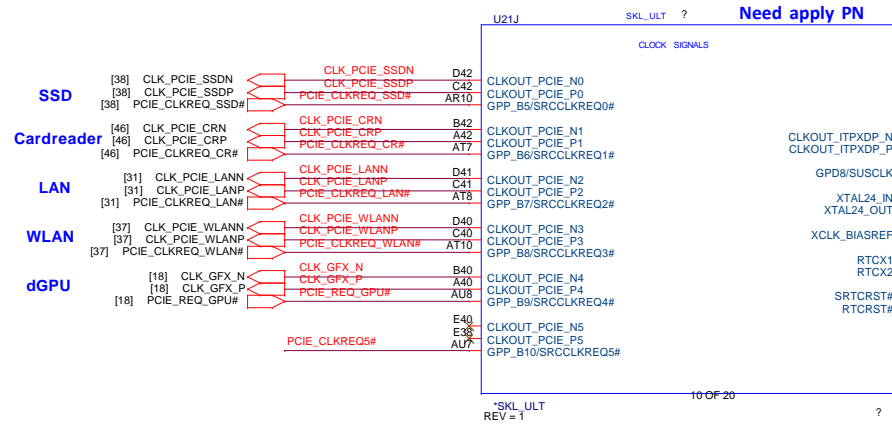 U21J SKL_ULT ? Need apply PN
CLOCK SIGNALS
SSD
[38] CLK_PCIE_SSDN CLK_PCIE_SSDN D42 CLKOUT_PCIE_N0
[38] CLK_PCIE_SSDP CLK_PCIE_SSDP C42 CLKOUT_PCIE_P0
[38] PCIE_CLKREQ_SSD# PCIE_CLKREQ_SSD# AR10 GPP_B5/SRCCLKREQ0#
Cardreader
[46] CLK_PCIE_CRN CLK_PCIE_CRN B42 CLKOUT_PCIE_N1 CLKOUT_ITPXDP_N
[46] CLK_PCIE_CRP CLK_PCIE_CRP A42 CLKOUT_PCIE_P1 CLKOUT_ITPXDP_P
[46] PCIE_CLKREQ_CR# PCIE_CLKREQ_CR# AT7 GPP_B6/SRCCLKREQ1#
GPD8/SUSCLK
LAN
[31] CLK_PCIE_LANN CLK_PCIE_LANN D41 CLKOUT_PCIE_N2
[31] CLK_PCIE_LANP CLK_PCIE_LANP C41 CLKOUT_PCIE_P2 XTAL24_IN
[31] PCIE_CLKREQ_LAN# PCIE_CLKREQ_LAN# AT8 GPP_B7/SRCCLKREQ2# XTAL24_OUT
WLAN
[37] CLK_PCIE_WLANN CLK_PCIE_WLANN D40 CLKOUT_PCIE_N3
[37] CLK_PCIE_WLANP CLK_PCIE_WLANP C40 CLKOUT_PCIE_P3 XCLK_BIASREF
[37] PCIE_CLKREQ_WLAN# PCIE_CLKREQ_WLAN# AT10 GPP_B8/SRCCLKREQ3#
RTCX1
dGPU
[18] CLK_GFX_N CLK_GFX_N B40 CLKOUT_PCIE_N4 RTCX2
[18] CLK_GFX_P CLK_GFX_P A40 CLKOUT_PCIE_P4
[18] PCIE_REQ_GPU# PCIE_REQ_GPU# AU8 GPP_B9/SRCCLKREQ4# SRTCRST#
RTCRST#
E40 CLKOUT_PCIE_N5
E38 CLKOUT_PCIE_P5
PCIE_CLKREQ5# AU7 GPP_B10/SRCCLKREQ5#
10 OF 20
*SKL_ULT
REV = 1 ?